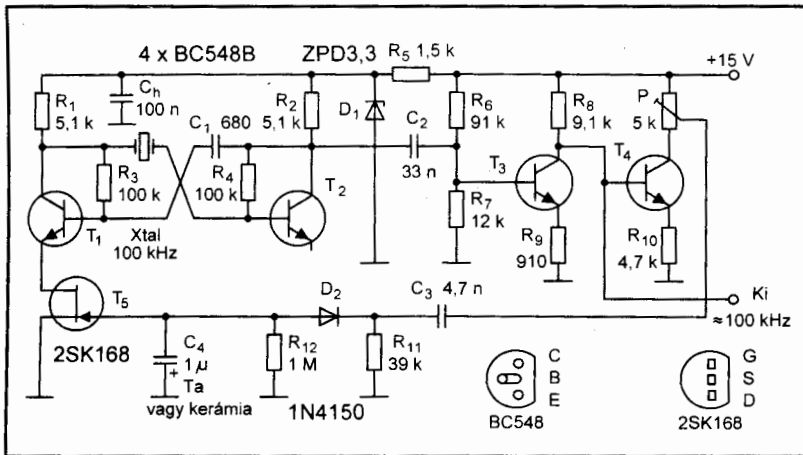 4 x BC548B
ZPD3,3
R5 1,5 k
+15 V
Ch
100 n
R1
5,1 k
C1 680
R2
5,1 k
D1
C2
33 n
R6
91 k
R8
9,1 k
P
5 k
R3
100 k
R4
100 k
T2
T3
T4
T1
Xtal
100 kHz
R7
12 k
R9
910
R10
4,7 k
T5
2SK168
D2
C3 4,7 n
Ki
≈100 kHz
C4
1 µ
+
Ta
vagy kerámia
R12
1 M
1N4150
R11
39 k
C
B
E
BC548
G
S
D
2SK168